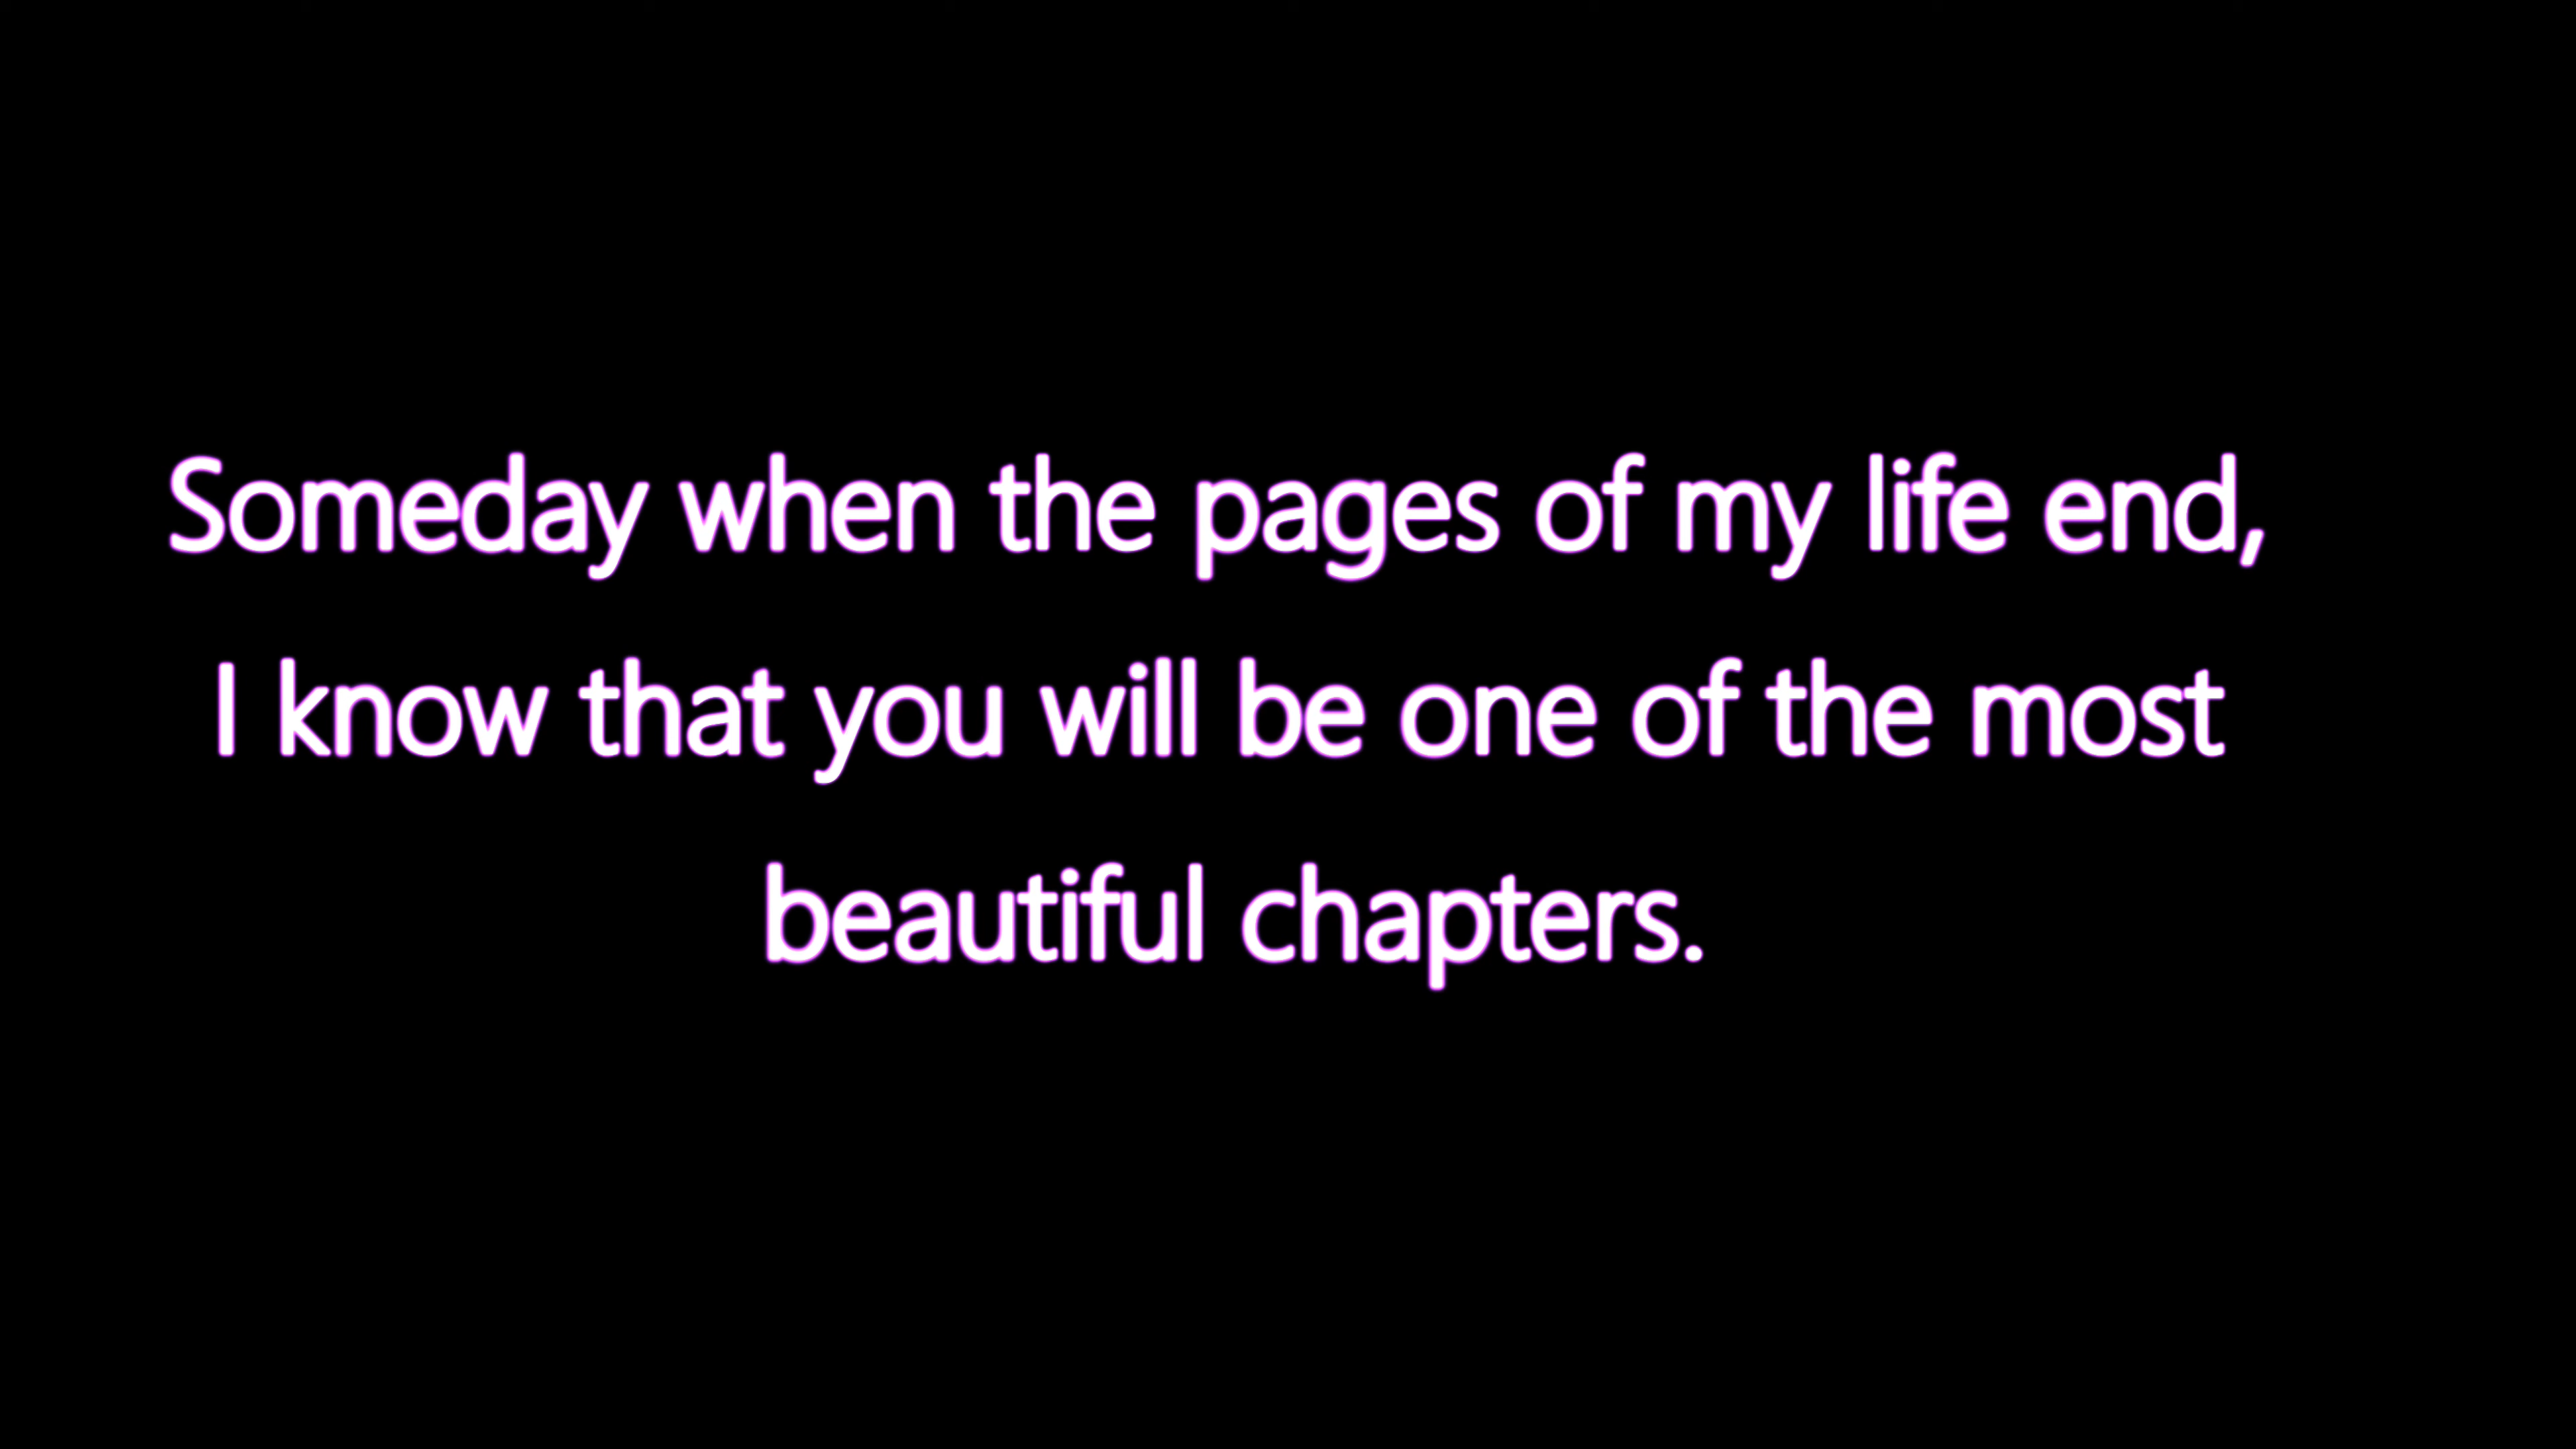 Someday when the pages of my life end,
I know that you will be one of the most
beautiful chapters.